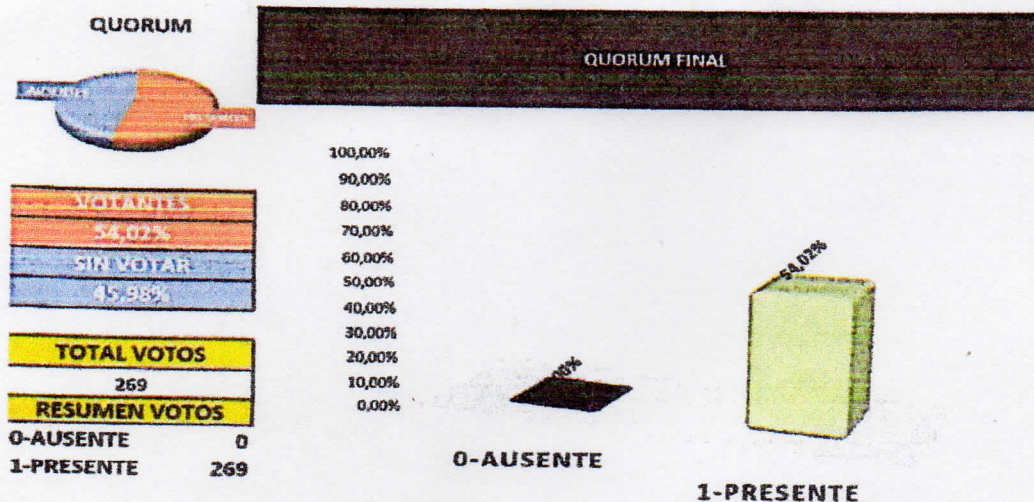 QUORUM
QUORUM FINAL
VOTANTES
54,02%
SIN VOTAR
45.98%
TOTAL VOTOS
269
RESUMEN VOTOS
0-AUSENTE 0
1-PRESENTE 269
100,00%
90,00%
80,00%
70,00%
60,00%
50,00%
40,00%
30,00%
20,00%
10,00%
0,00%
54,02%
0-AUSENTE
1-PRESENTE